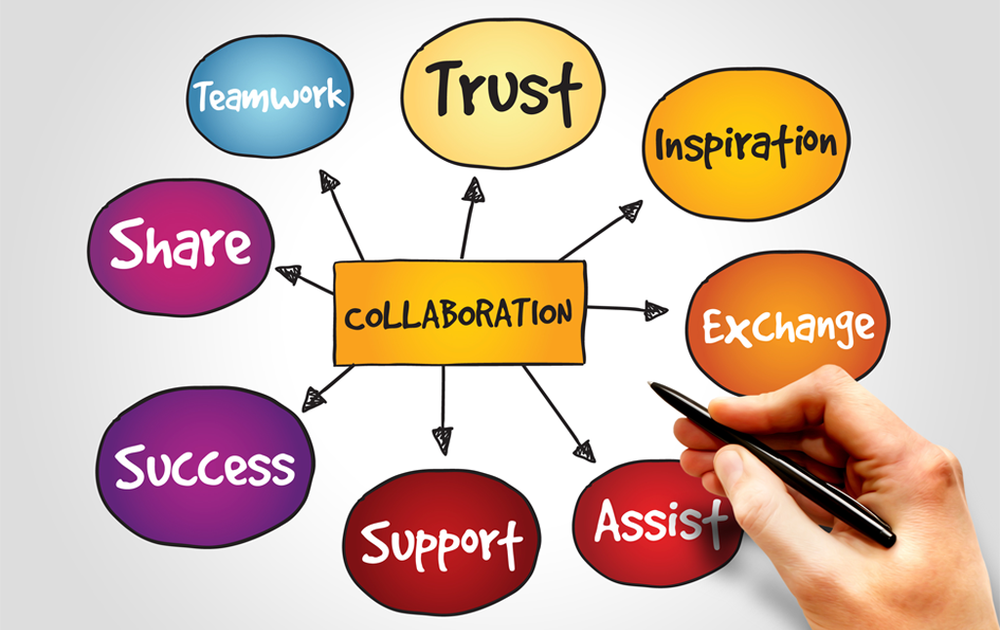 Teamwork
Trust
Inspiration
Share
COLLABORATION
Exchange
Success
Support
Assist